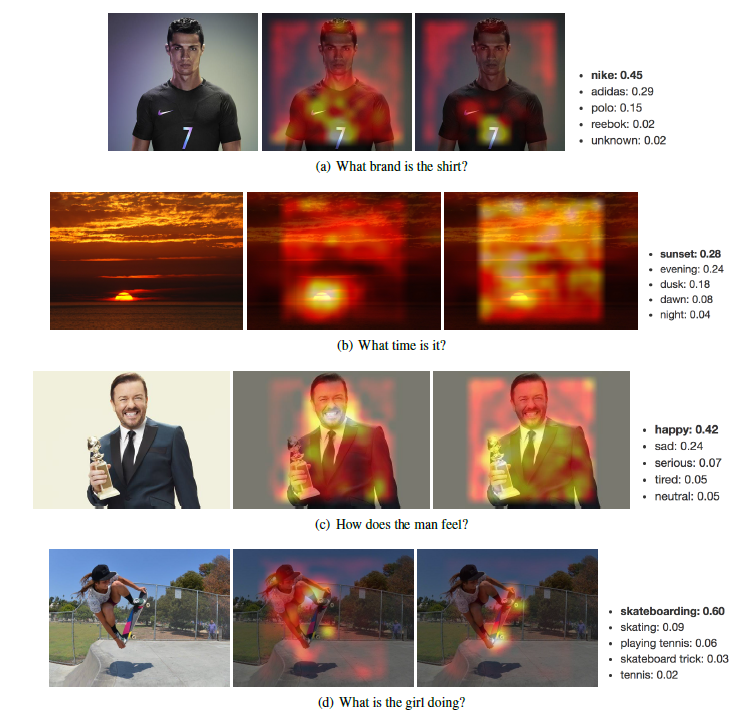 7
7
7
• nike: 0.45
• adidas: 0.29
• polo: 0.15
• reebok: 0.02
• unknown: 0.02
(a) What brand is the shirt?
• sunset: 0.28
• evening: 0.24
• dusk: 0.18
• dawn: 0.08
• night: 0.04
(b) What time is it?
• happy: 0.42
• sad: 0.24
• serious: 0.07
• tired: 0.05
• neutral: 0.05
(c) How does the man feel?
• skateboarding: 0.60
• skating: 0.09
• playing tennis: 0.06
• skateboard trick: 0.03
• tennis: 0.02
(d) What is the girl doing?